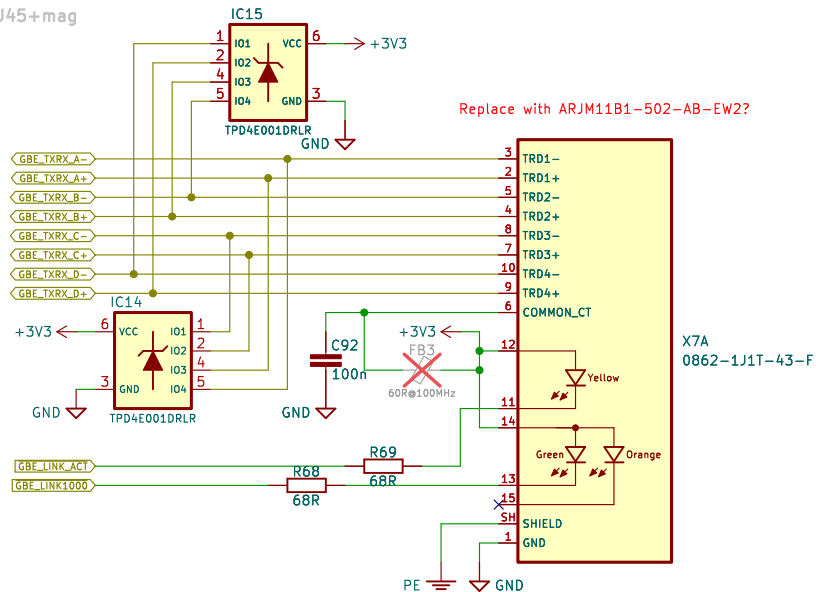 J45+mag
IC15
1 IO1 VCC 6 +3V3
2 IO2
4 IO3
5 IO4 GND 3
TPD4E001DRLR
GND
Replace with ARJM11B1-502-AB-EW2?
GBE_TXRX_A- 3 TRD1-
GBE_TXRX_A+ 2 TRD1+
GBE_TXRX_B- 5 TRD2-
GBE_TXRX_B+ 4 TRD2+
GBE_TXRX_C- 8 TRD3-
GBE_TXRX_C+ 7 TRD3+
GBE_TXRX_D- 10 TRD4-
GBE_TXRX_D+ 9 TRD4+
IC14
6 COMMON_CT
+3V3 6 VCC IO1 1
IO2 2
IO3 4
3 GND IO4 5
GND
TPD4E001DRLR
C92
100n
GND
+3V3
FB3
60R@100MHz
12
Yellow
11
14
Green Orange
13
15
X7A
0862-1J1T-43-F
GBE_LINK_ACT R69
68R
GBE_LINK1000 R68
68R
SH SHIELD
1 GND
PE GND